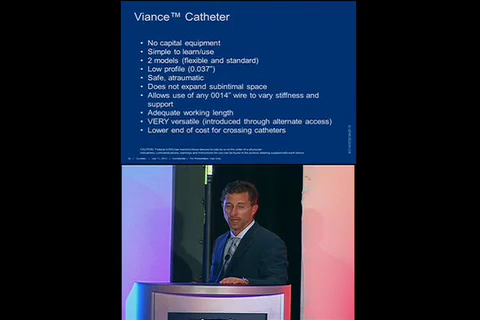 Viance™ Catheter
• No capital equipment
• Simple to learn/use
• 2 models (flexible and standard)
• Low profile (0.037")
• Safe, atraumatic
• Does not expand subintimal space
• Allows use of any 0014" wire to vary stiffness and
support
• Adequate working length
• VERY versatile (introduced through alternate access)
• Lower end of cost for crossing catheters